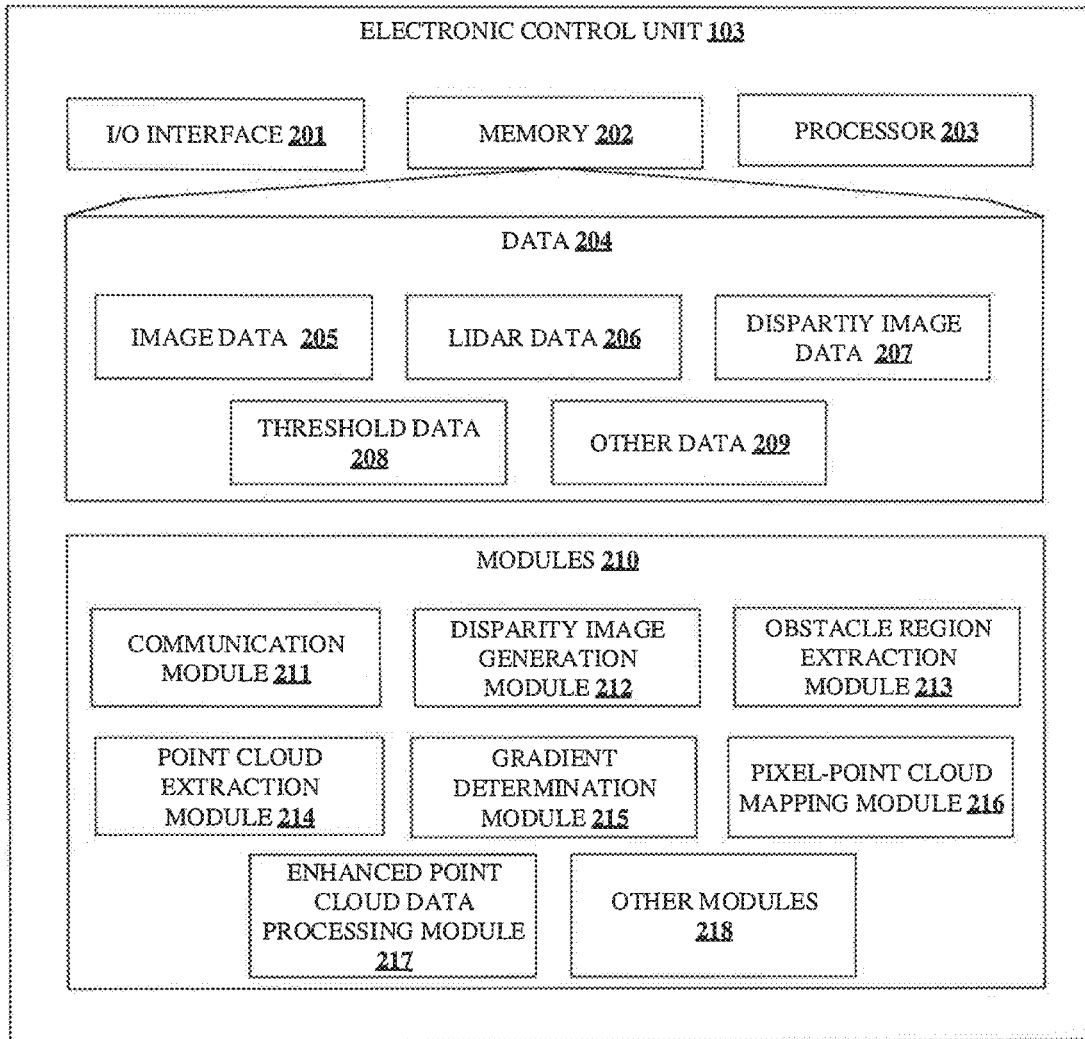 ELECTRONIC CONTROL UNIT 103
I/O INTERFACE 201
MEMORY 202
PROCESSOR 203
DATA 204
IMAGE DATA 205
LIDAR DATA 206
DISPARTIY IMAGE
DATA 207
THRESHOLD DATA
208
OTHER DATA 209
MODULES 210
COMMUNICATION
MODULE 211
DISPARITY IMAGE
GENERATION
MODULE 212
OBSTACLE REGION
EXTRACTION
MODULE 213
POINT CLOUD
EXTRACTION
MODULE 214
GRADIENT
DETERMINATION
MODULE 215
PIXEL-POINT CLOUD
MAPPING MODULE 216
ENHANCED POINT
CLOUD DATA
PROCESSING MODULE
217
OTHER MODULES
218